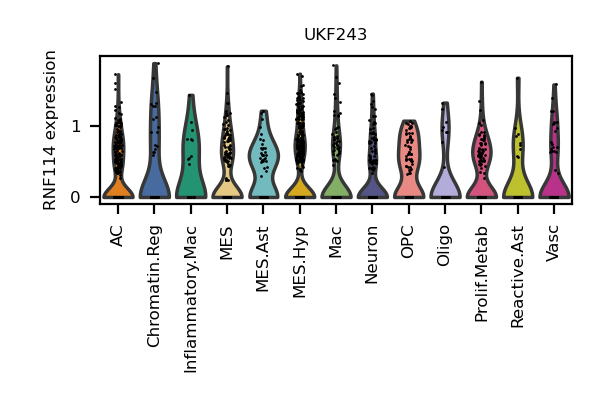 UKF243
RNF114 expression
1
0
AC
Chromatin.Reg
Inflammatory.Mac
MES
MES.Ast
MES.Hyp
Mac
Neuron
OPC
Oligo
Prolif.Metab
Reactive.Ast
Vasc